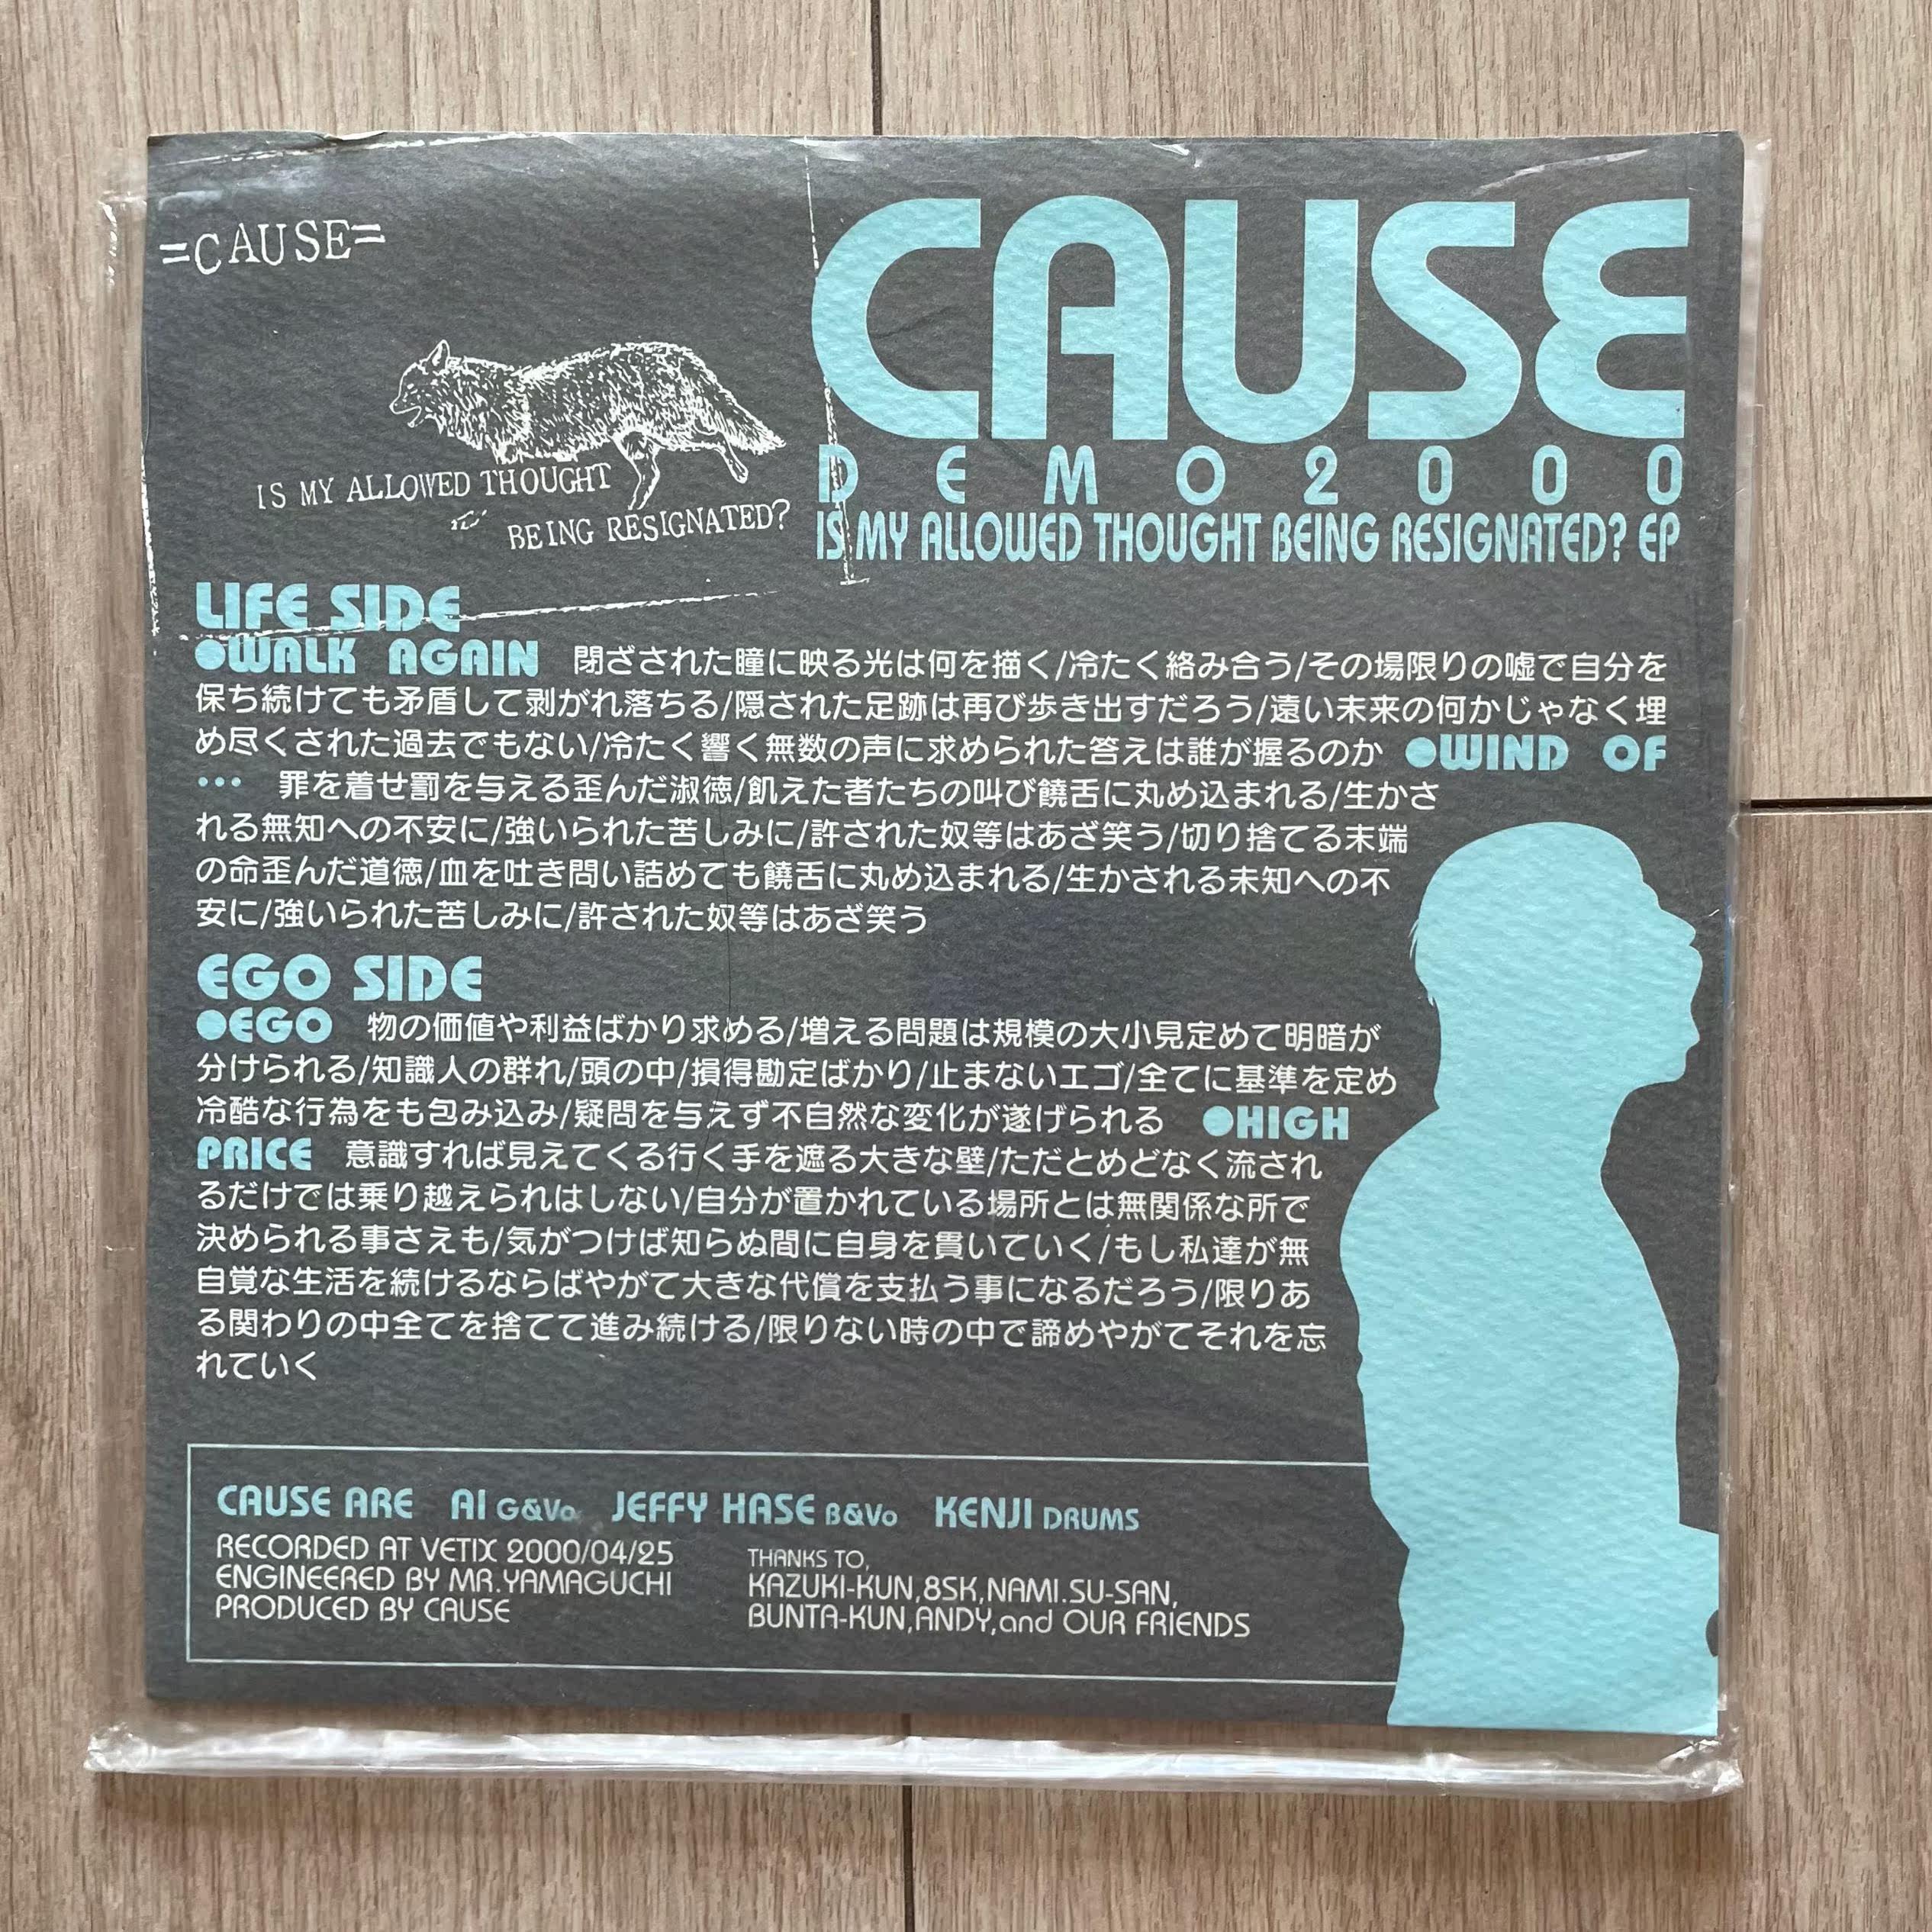 =CAUSE=
IS MY ALLOWED THOUGHT
BEING RESIGNATED?
CAUSE
DEMO2000
IS MY ALLOWED THOUGHT BEING RESIGNATED? EP
LIFE SIDE
●WALK AGAIN 閉ざされた瞳に映る光は何を描く/冷たく絡み合う/その場限りの嘘で自分を
保ち続けても矛盾して剥がれ落ちる/隠された足跡は再び歩き出すだろう/遠い未来の何かじゃなく埋
め尽くされた過去でもない/冷たく響く無数の声に求められた答えは誰が握るのか ●WIND OF
… 罪を着せ罰を与える歪んだ淑徳/飢えた者たちの叫び饒舌に丸め込まれる/生かさ
れる無知への不安に/強いられた苦しみに/許された奴等はあざ笑う/切り捨てる末端
の命歪んだ道徳/血を吐き問い詰めても饒舌に丸め込まれる/生かされる未知への不
安に/強いられた苦しみに/許された奴等はあざ笑う
EGO SIDE
●EGO 物の価値や利益ばかり求める/増える問題は規模の大小見定めて明暗が
分けられる/知識人の群れ/頭の中/損得勘定ばかり/止まないエゴ/全てに基準を定め
冷酷な行為をも包み込み/疑問を与えず不自然な変化が遂げられる ●HIGH
PRICE 意識すれば見えてくる行く手を遮る大きな壁/ただとめどなく流され
るだけでは乗り越えられはしない/自分が置かれている場所とは無関係な所で
決められる事さえも/気がつけば知らぬ間に自身を貫いていく/もし私達が無
自覚な生活を続けるならばやがて大きな代償を支払う事になるだろう/限りあ
る関わりの中全てを捨てて進み続ける/限りない時の中で諦めやがてそれを忘
れていく
CAUSE ARE AI G&Vo JEFFY HASE B&Vo KENJI DRUMS
RECORDED AT VETIX 2000/04/25
ENGINEERED BY MR.YAMAGUCHI
PRODUCED BY CAUSE
THANKS TO,
KAZUKI-KUN,8SK,NAMI.SU-SAN,
BUNTA-KUN,ANDY,and OUR FRIENDS